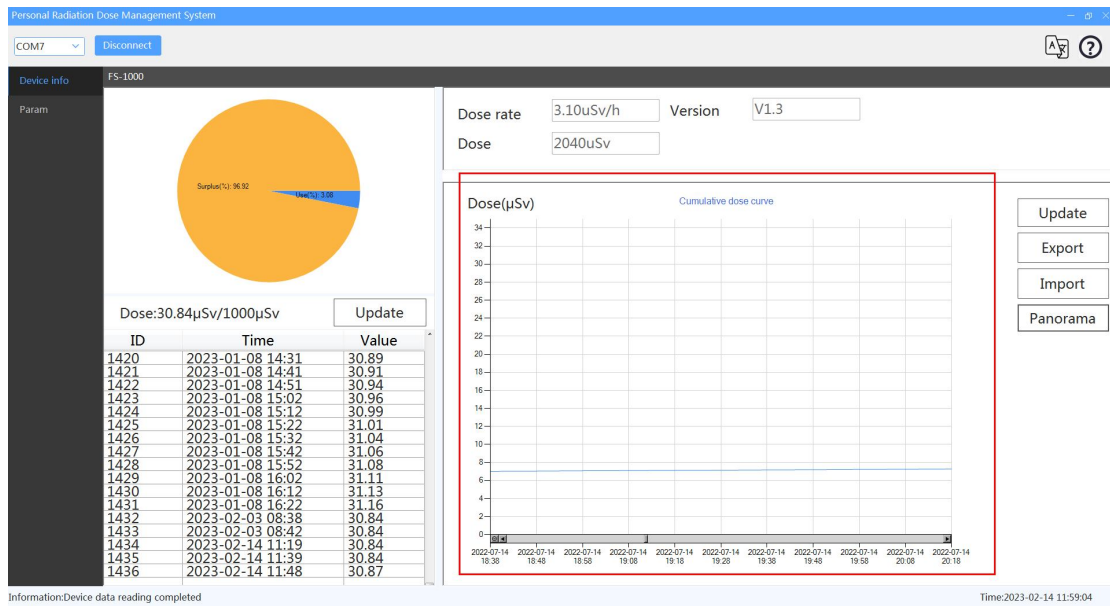 Personal Radiation Dose Management System
COM7 Disconnect
Device info FS-1000
Param
Surplus(%): 96.92 Use(%): 3.08
Dose rate 3.10uSv/h Version V1.3
Dose 2040uSv
Dose:30.84μSv/1000μSv Update
ID Time Value
1420 2023-01-08 14:31 30.89
1421 2023-01-08 14:41 30.91
1422 2023-01-08 14:51 30.94
1423 2023-01-08 15:02 30.96
1424 2023-01-08 15:12 30.99
1425 2023-01-08 15:22 31.01
1426 2023-01-08 15:32 31.04
1427 2023-01-08 15:42 31.06
1428 2023-01-08 15:52 31.08
1429 2023-01-08 16:02 31.11
1430 2023-01-08 16:12 31.13
1431 2023-01-08 16:22 31.16
1432 2023-02-03 08:38 30.84
1433 2023-02-03 08:42 30.84
1434 2023-02-14 11:19 30.84
1435 2023-02-14 11:39 30.84
1436 2023-02-14 11:48 30.87
Dose(μSv) Cumulative dose curve
34
32
30
28
26
24
22
20
18
16
14
12
10
8
6
4
2
0
2022-07-14 2022-07-14 2022-07-14 2022-07-14 2022-07-14 2022-07-14 2022-07-14 2022-07-14 2022-07-14 2022-07-14 2022-07-14
18:38 18:48 18:58 19:08 19:18 19:28 19:38 19:48 19:58 20:08 20:18
Update
Export
Import
Panorama
Information:Device data reading completed Time:2023-02-14 11:59:04